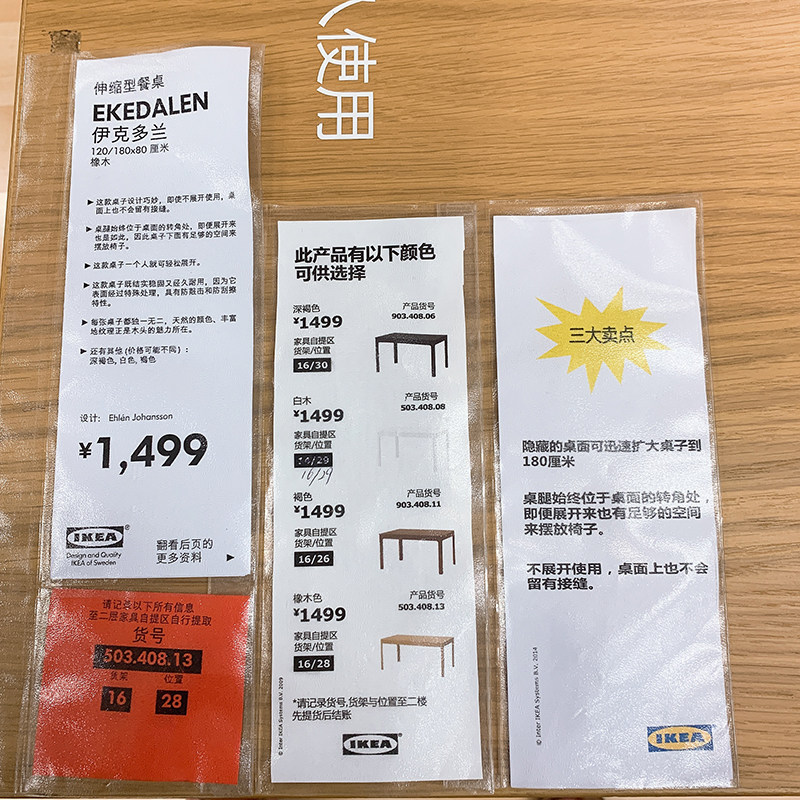 使用
伸缩型餐桌
EKEDALEN
伊克多兰
120/180x80 厘米
橡木
▶ 这款桌子设计巧妙，即使不展开使用，桌
面上也不会留有接缝。
▶ 桌腿始终位于桌面的转角处，即便展开来
也是如此，因此桌子下面有足够的空间来
摆放椅子。
▶ 这款桌子一个人就可轻松展开。
▶ 这款桌子既结实稳固又经久耐用，因为它
表面经过特殊处理，具有防敲击和防刮擦
特性。
▶ 每张桌子都独一无二，天然的颜色、丰富
地纹理正是木头的魅力所在。
▶ 还有其他 (价格可能不同) ：
深褐色, 白色, 褐色
设计： Ehlén Johansson
¥1,499
IKEA
Design and Quality
IKEA of Sweden
翻看后页的
更多资料 ▶
请记录以下所有信息
至二层家具自提区自行提取
货号
503.408.13
货架 位置
16 28
此产品有以下颜色
可供选择
深褐色
¥1499
家具自提区
货架/位置
16/30
产品货号
903.408.06
白木
¥1499
家具自提区
货架/位置
16/29
16/29
产品货号
503.408.08
褐色
¥1499
家具自提区
货架/位置
16/26
产品货号
903.408.11
橡木色
¥1499
家具自提区
货架/位置
16/28
产品货号
503.408.13
*请记录货号,货架与位置至二楼
先提货后结账
© Inter IKEA Systems B.V. 2009
IKEA
三大卖点
隐藏的桌面可迅速扩大桌子到
180厘米
桌腿始终位于桌面的转角处，
即便展开来也有足够的空间
来摆放椅子。
不展开使用，桌面上也不会
留有接缝。
© Inter IKEA Systems B.V. 2014
IKEA